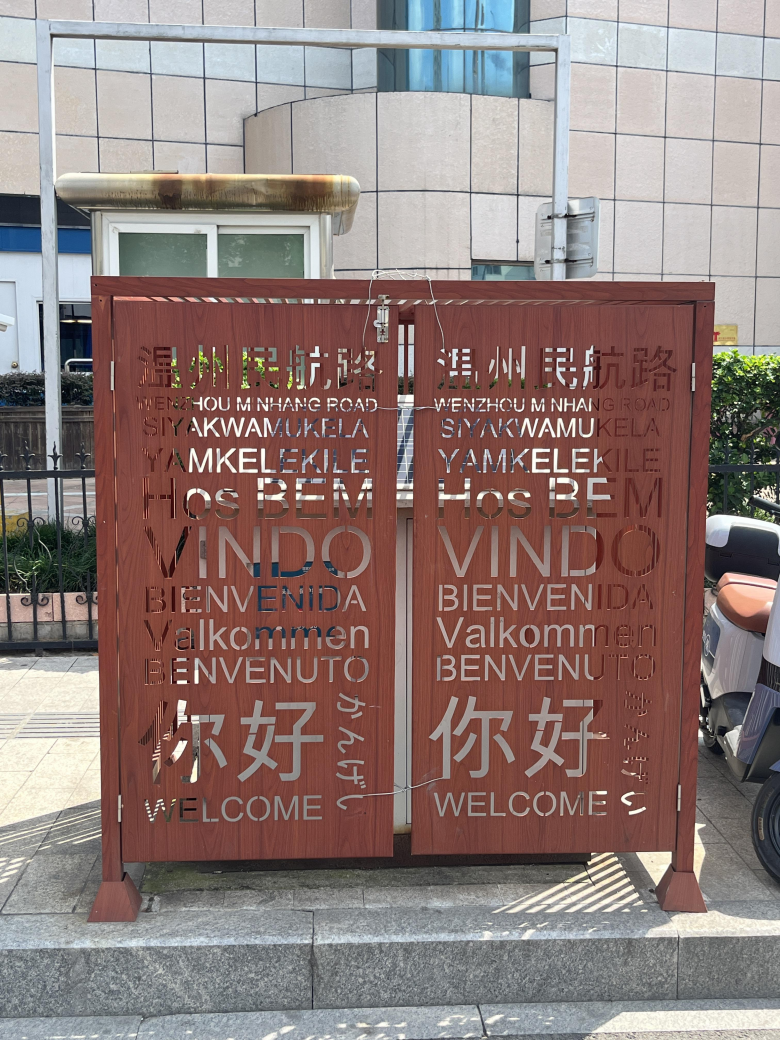 温州民航路
WENZHOU MINHANG ROAD
SIYAKWAMUKELA
YAMKELEKILE
Hos BEM
VINDO
BIENVENIDA
Valkommen
BENVENUTO
你好
かんげい
WELCOME
温州民航路
WENZHOU MINHANG ROAD
SIYAKWAMUKELA
YAMKELEKILE
Hos BEM
VINDO
BIENVENIDA
Valkommen
BENVENUTO
你好
かんげい
WELCOME